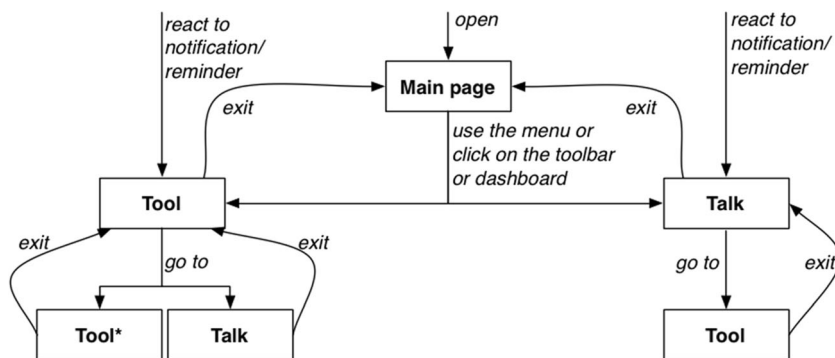 react to
notification/
reminder
open
react to
notification/
reminder
Main page
exit
exit
use the menu or
click on the toolbar
or dashboard
Tool
Talk
exit
go to
exit
go to
exit
Tool*
Talk
Tool